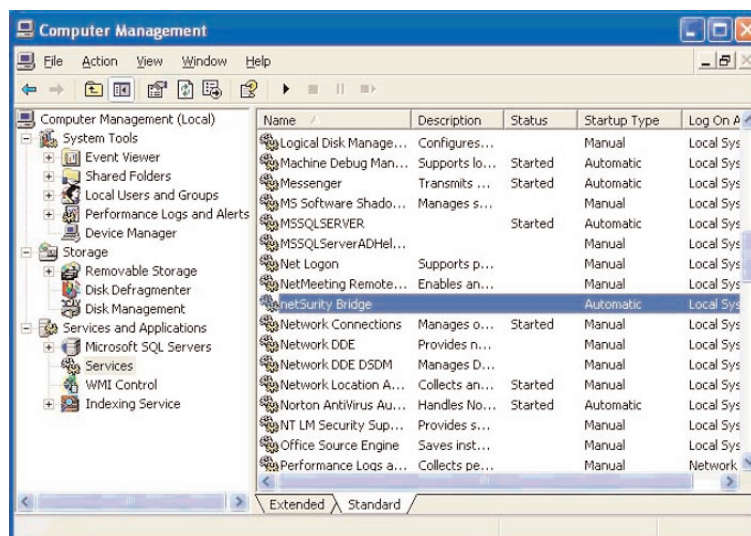 Computer Management
File Action View Window Help
Computer Management (Local)
System Tools
Event Viewer
Shared Folders
Local Users and Groups
Performance Logs and Alerts
Device Manager
Storage
Removable Storage
Disk Defragmenter
Disk Management
Services and Applications
Microsoft SQL Servers
Services
WMI Control
Indexing Service
Name Description Status Startup Type Log On A
Logical Disk Manage... Configures... Manual Local Sys
Machine Debug Man... Supports lo... Started Automatic Local Sys
Messenger Transmits ... Started Automatic Local Sys
MS Software Shado... Manages s... Manual Local Sys
MSSQLSERVER Started Automatic Local Sys
MSSQLServerADHel... Manual Local Sys
Net Logon Supports p... Manual Local Sys
NetMeeting Remote... Enables an... Manual Local Sys
netSurity Bridge Automatic Local Sys
Network Connections Manages o... Started Manual Local Sys
Network DDE Provides n... Manual Local Sys
Network DDE DSDM Manages D... Manual Local Sys
Network Location A... Collects an... Started Manual Local Sys
Norton AntiVirus Au... Handles No... Started Automatic Local Sys
NT LM Security Sup... Provides s... Manual Local Sys
Office Source Engine Saves inst... Manual Local Sys
Performance Logs a... Collects pe... Manual Network
Extended Standard